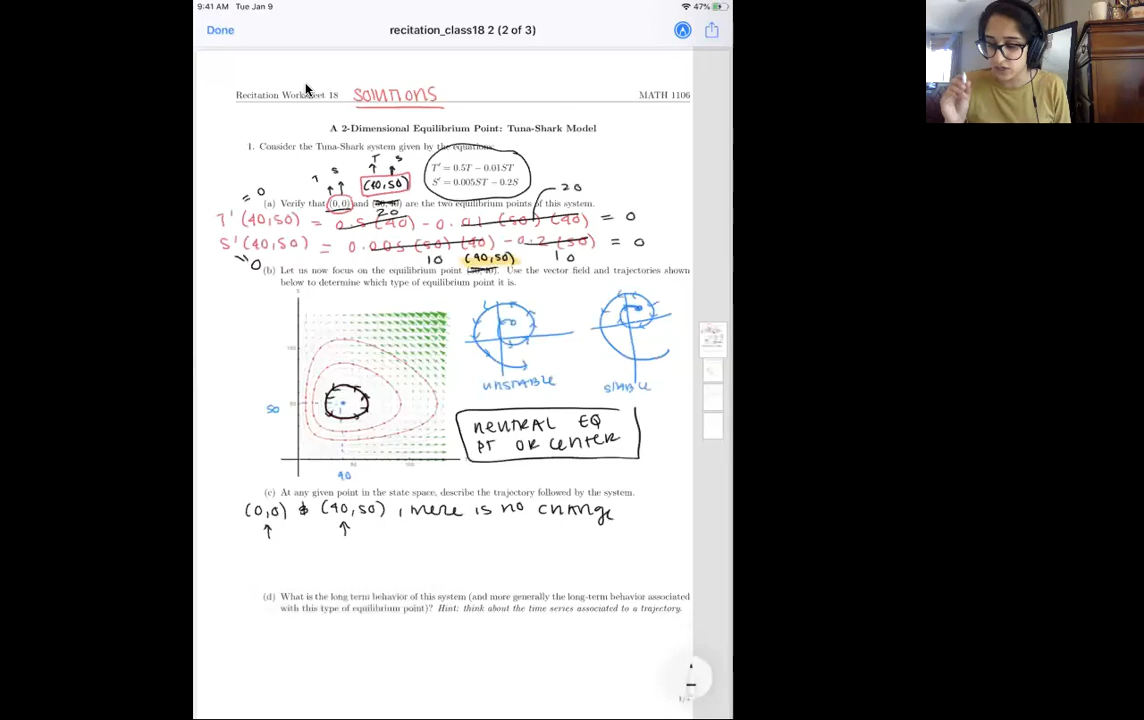 9:41 AM Tue Jan 9
47%
Done
recitation_class18 2 (2 of 3)
Recitation Worksheet 18
SOLUTIONS
MATH 1106
A 2-Dimensional Equilibrium Point: Tuna-Shark Model
1. Consider the Tuna-Shark system given by the equations
T S
T S
(40,50)
T′ = 0.5T − 0.01ST
S′ = 0.005ST − 0.2S
= 0
20
(a) Verify that (0,0) and are the two equilibrium points of this system.
20
T'(40,50) = 0.5(40) - 0.01 (50) (40) = 0
S'(40,50) = 0.005 (50) (40) - 0.2 (50) = 0
= 0
10
(40,50)
10
(b) Let us now focus on the equilibrium point . Use the vector field and trajectories shown
below to determine which type of equilibrium point it is.
UNSTABLE
STABLE
50
40
100
NEUTRAL EQ
PT OR CENTER
(c) At any given point in the state space, describe the trajectory followed by the system.
(0,0) & (40,50) , there is no change
(d) What is the long term behavior of this system (and more generally the long-term behavior associated
with this type of equilibrium point)? Hint: think about the time series associated to a trajectory.